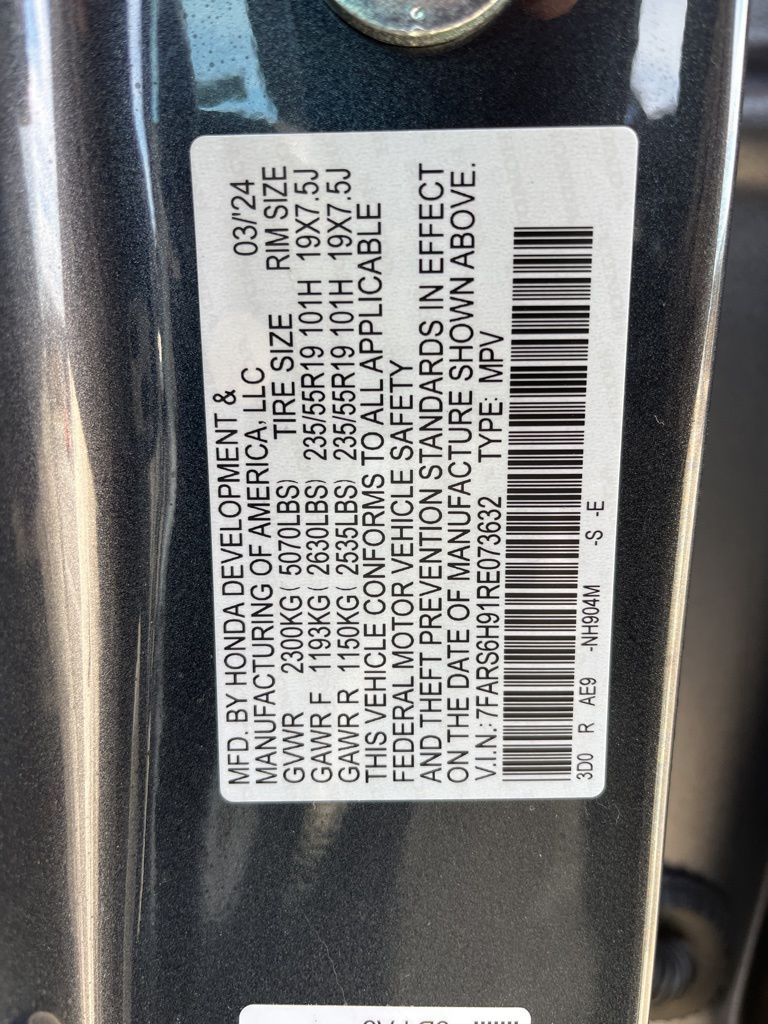 MFD. BY HONDA DEVELOPMENT &
MANUFACTURING OF AMERICA, LLC 03/'24
GVWR 2300KG ( 5070LBS) TIRE SIZE RIM SIZE
GAWR F 1193KG ( 2630LBS) 235/55R19 101H 19X7.5J
GAWR R 1150KG ( 2535LBS) 235/55R19 101H 19X7.5J
THIS VEHICLE CONFORMS TO ALL APPLICABLE
FEDERAL MOTOR VEHICLE SAFETY
AND THEFT PREVENTION STANDARDS IN EFFECT
ON THE DATE OF MANUFACTURE SHOWN ABOVE.
V.I.N.: 7FARS6H91RE073632 TYPE: MPV
3D0 R AE9 -NH904M -S -E